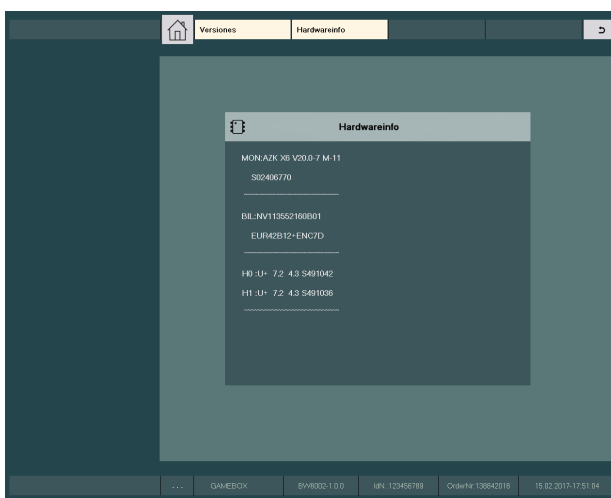 Versiones
Hardwareinfo
Hardwareinfo
MON:AZK X6 V20.0-7 M-11
S02406770
BIL:NV113552160B01
EUR42B12+ENC7D
H0 :U+ 7.2 4.3 S491042
H1 :U+ 7.2 4.3 S491036
... GAMEBOX BW8002-1.0.0 IdN.:123456789 OrderNr:138842016 15.02.2017-17:51:04